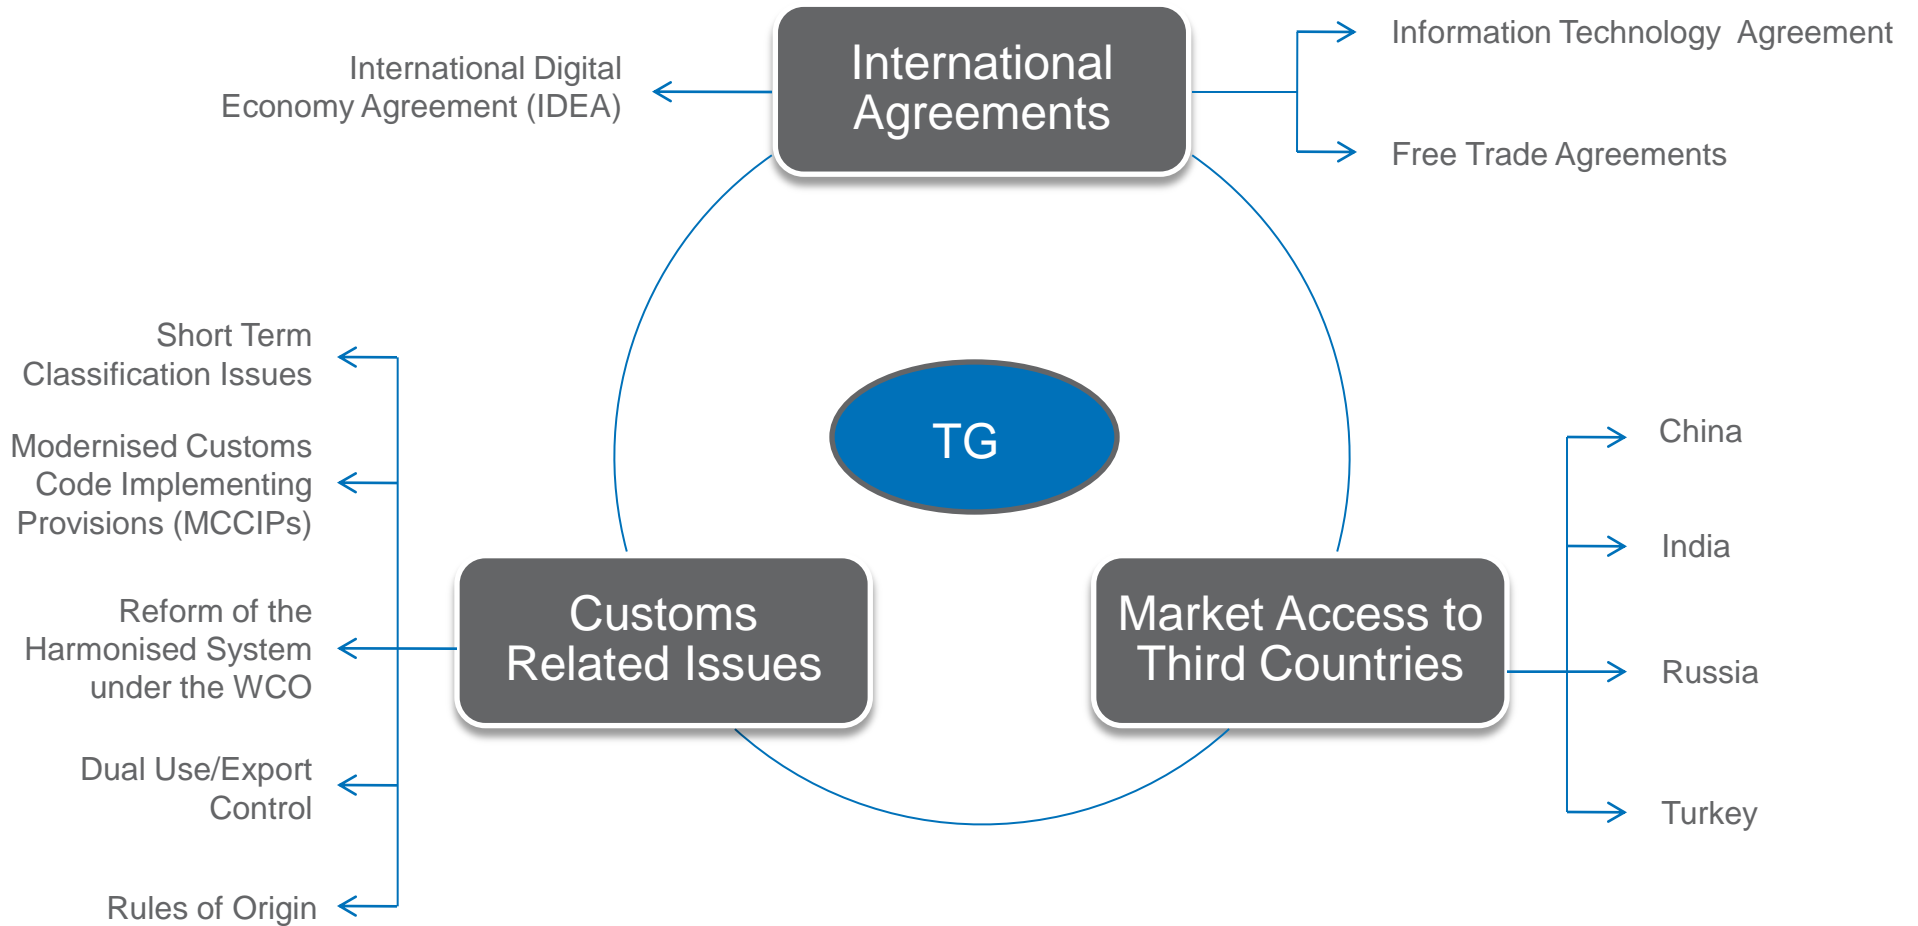 International
Agreements
International Digital
Economy Agreement (IDEA)
Information Technology  Agreement
Free Trade Agreements
TG
Customs
Related Issues
Short Term
Classification Issues
Modernised Customs
Code Implementing
Provisions (MCCIPs)
Reform of the
Harmonised System
under the WCO
Dual Use/Export
Control
Rules of Origin
Market Access to
Third Countries
China
India
Russia
Turkey